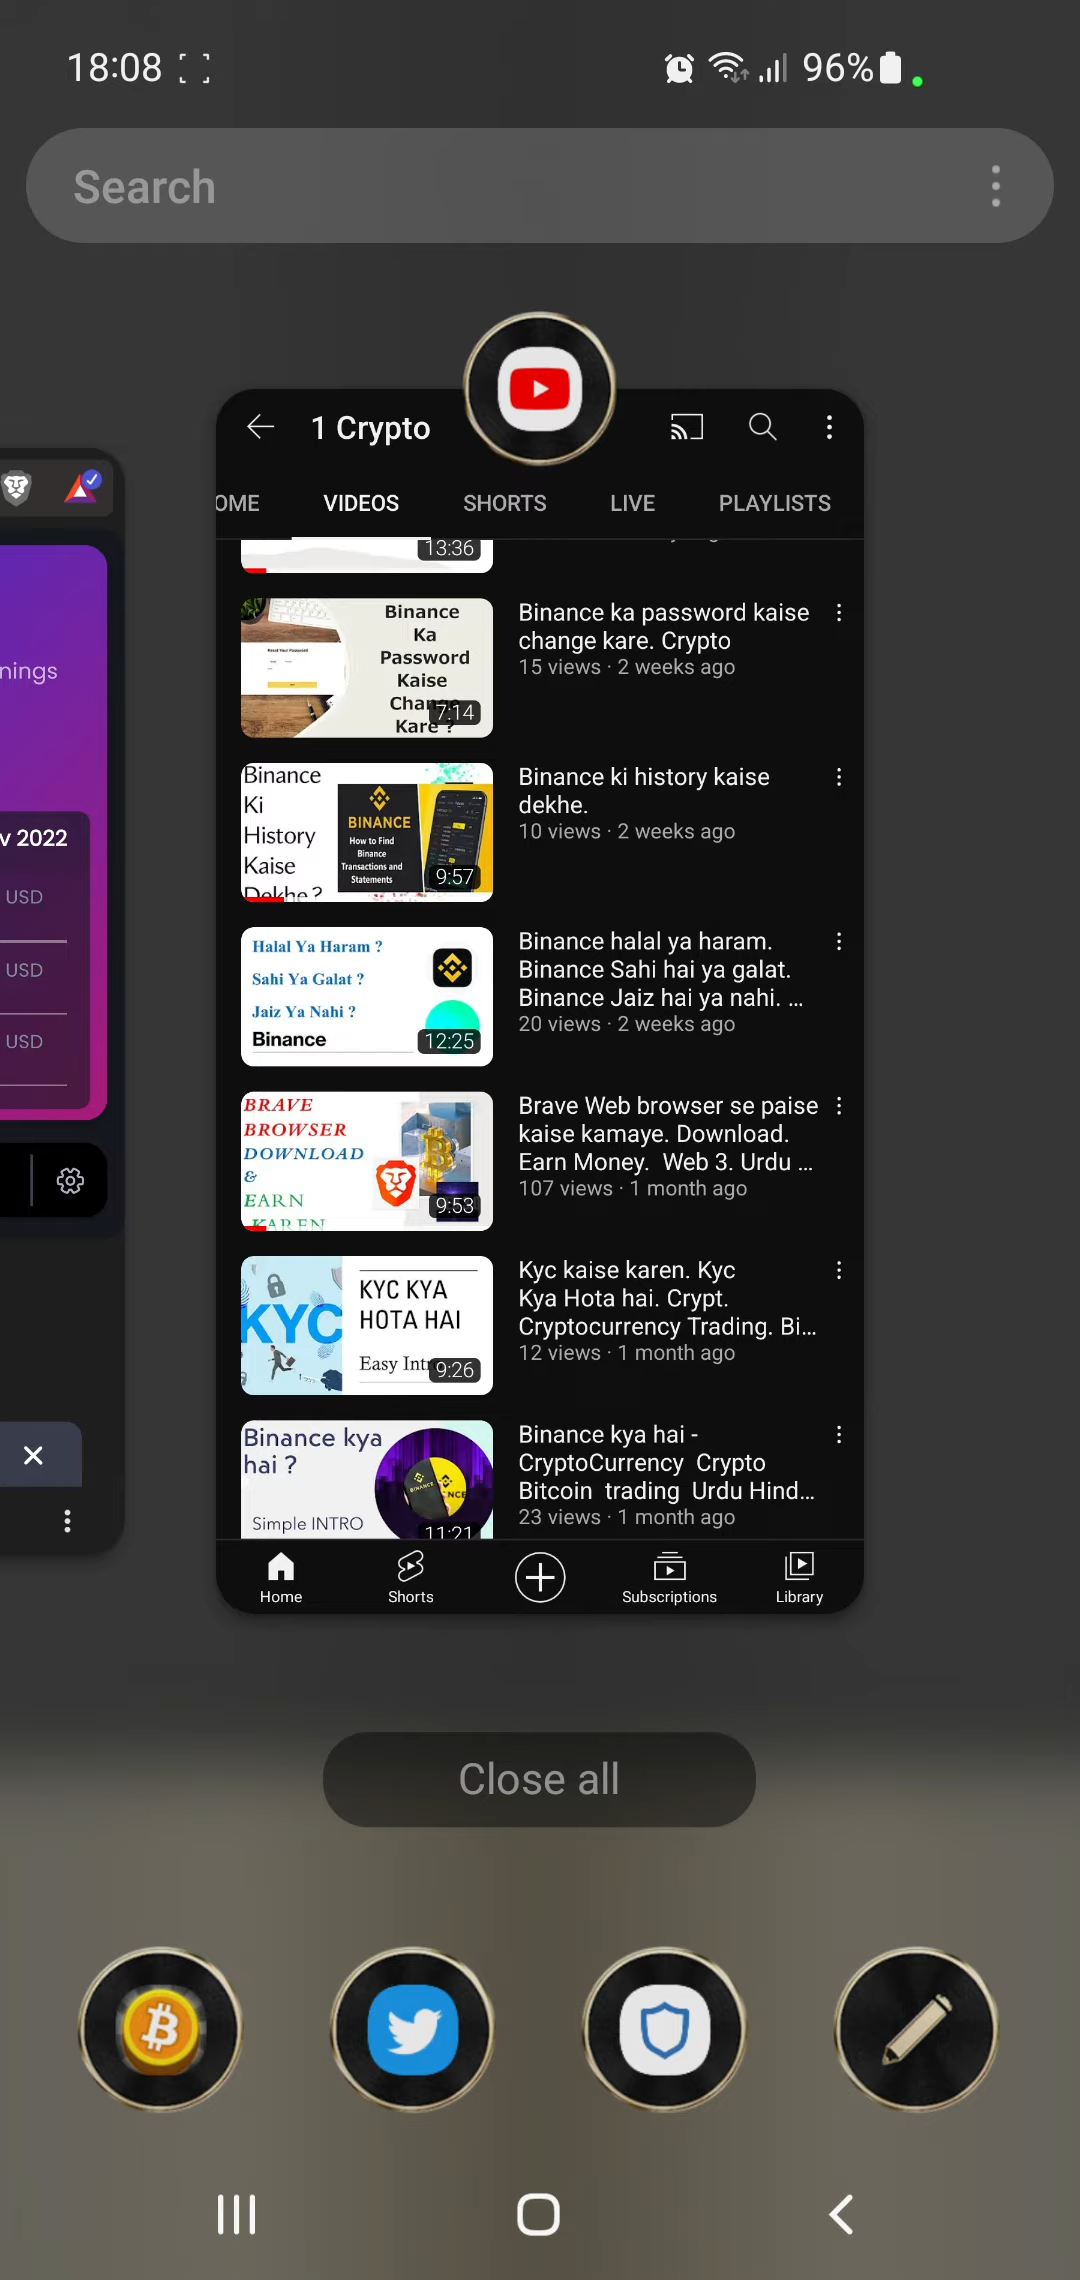 18:08
96%
Search
1 Crypto
OME VIDEOS SHORTS LIVE PLAYLISTS
13:36
Binance
Ka
Password
Kaise
Change
Kare ?
7:14
Binance ka password kaise
change kare. Crypto
15 views · 2 weeks ago
Binance
Ki
History
Kaise
Dekhe ?
BINANCE
How to Find
Binance
Transactions and
Statements
9:57
Binance ki history kaise
dekhe.
10 views · 2 weeks ago
Halal Ya Haram ?
Sahi Ya Galat ?
Jaiz Ya Nahi ?
Binance
12:25
Binance halal ya haram.
Binance Sahi hai ya galat.
Binance Jaiz hai ya nahi. ...
20 views · 2 weeks ago
BRAVE
BROWSER
DOWNLOAD
&
EARN
KAREN
9:53
Brave Web browser se paise
kaise kamaye. Download.
Earn Money. Web 3. Urdu ...
107 views · 1 month ago
KYC
KYC KYA
HOTA HAI
Easy Intr
9:26
Kyc kaise karen. Kyc
Kya Hota hai. Crypt.
Cryptocurrency Trading. Bi...
12 views · 1 month ago
Binance kya
hai ?
Simple INTRO
11:21
Binance kya hai -
CryptoCurrency Crypto
Bitcoin trading Urdu Hind...
23 views · 1 month ago
Home Shorts Subscriptions Library
nings
v 2022
USD
USD
USD
Close all